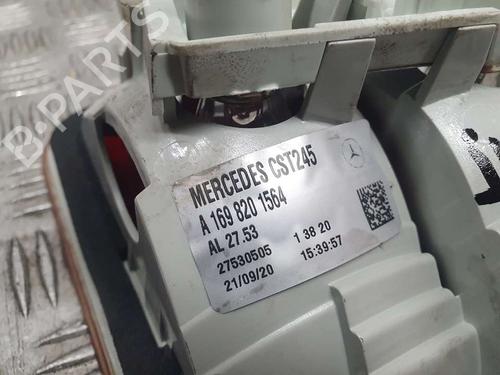 B-PARTS
MERCEDES CST245
A 169 820 1564
AL 27.53
27530505
1 38 20
21/09/20
15:39:57